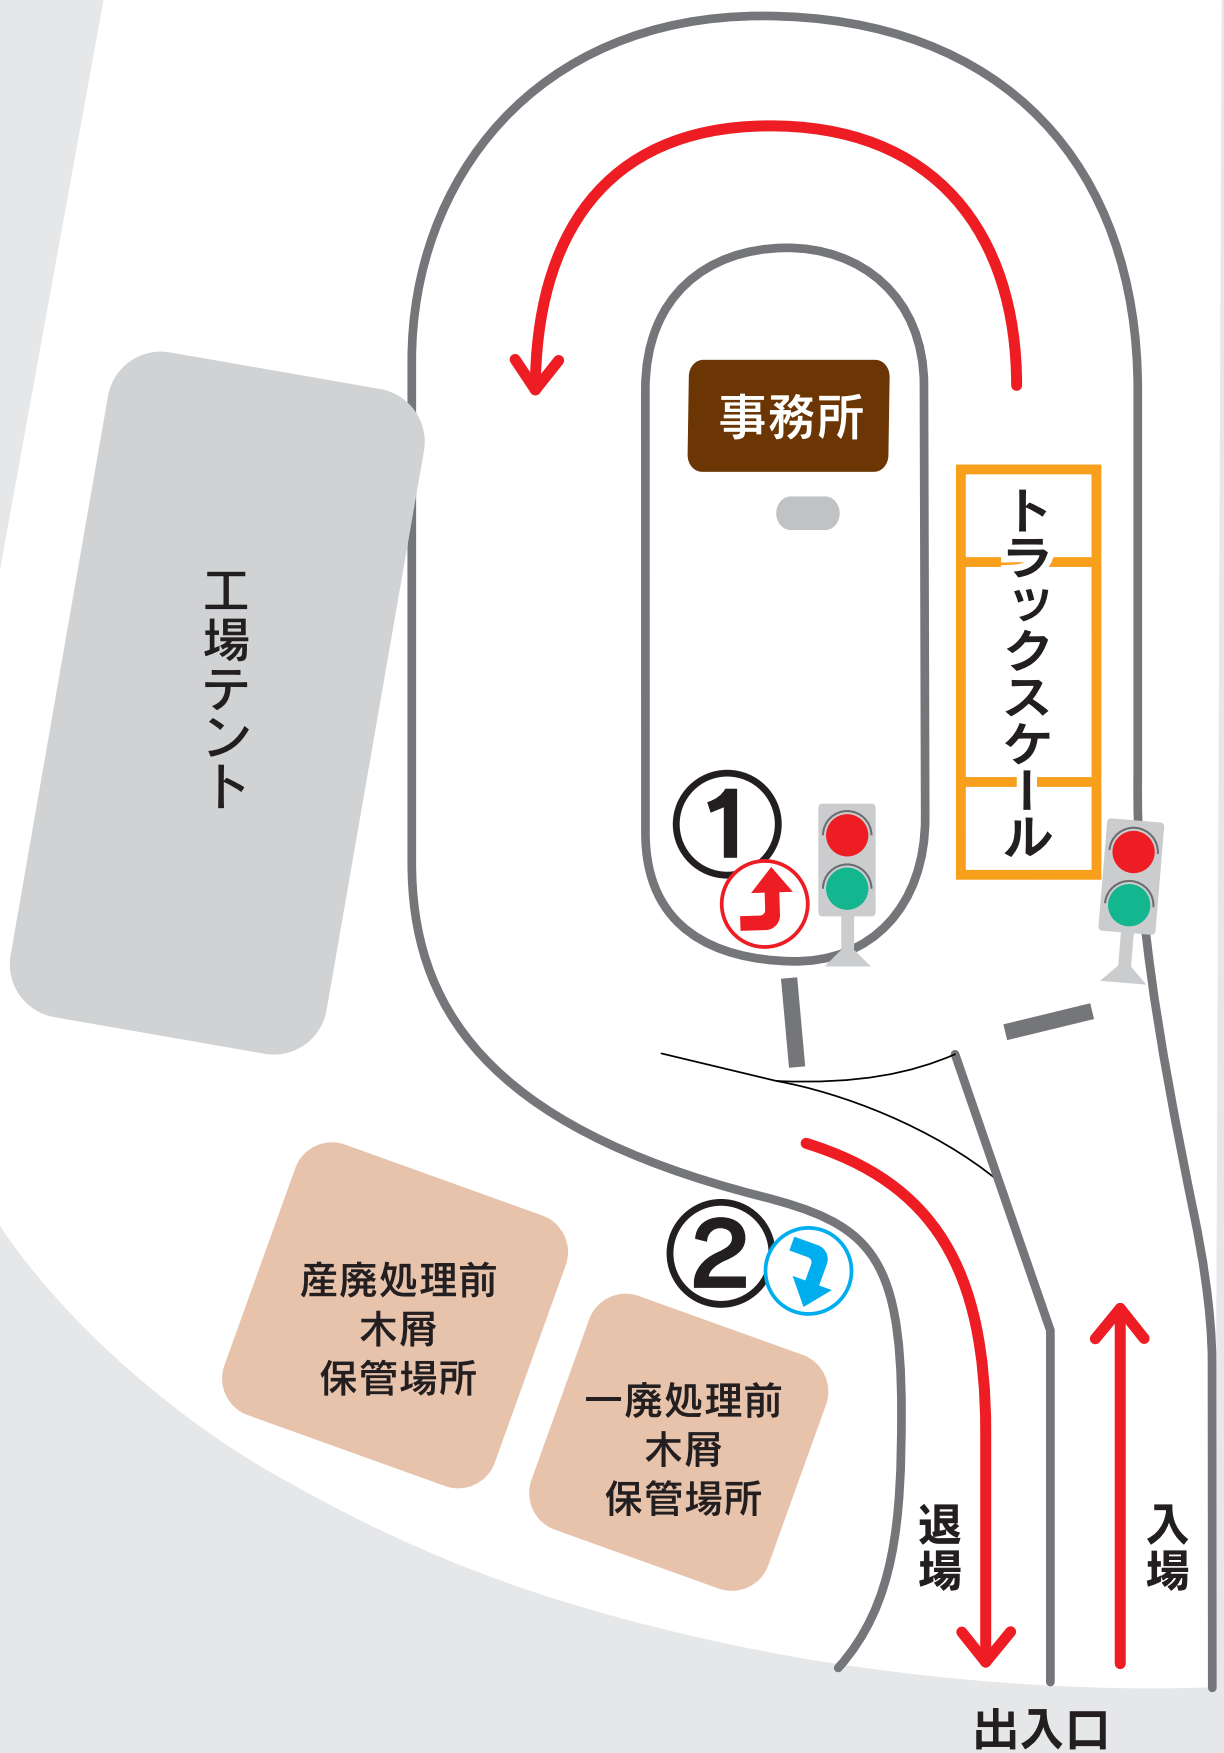 事務所
トラックスケール
工場テント
1
2
産廃処理前
木屑
保管場所
一廃処理前
木屑
保管場所
退場
入場
出入口